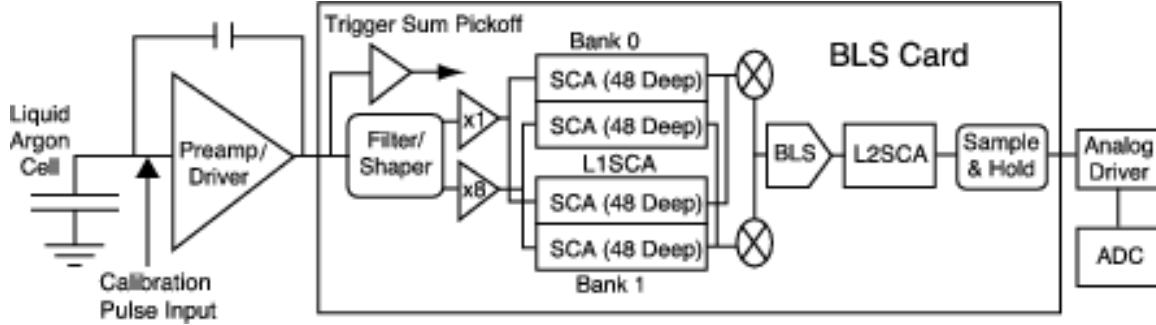 Trigger Sum Pickoff
Bank 0
BLS Card
SCA (48 Deep)
Liquid
Argon
Cell
x1
Preamp/
Driver
Filter/
Shaper
SCA (48 Deep)
L1SCA
BLS
L2SCA
Sample
& Hold
Analog
Driver
x8
SCA (48 Deep)
SCA (48 Deep)
ADC
Calibration
Pulse Input
Bank 1